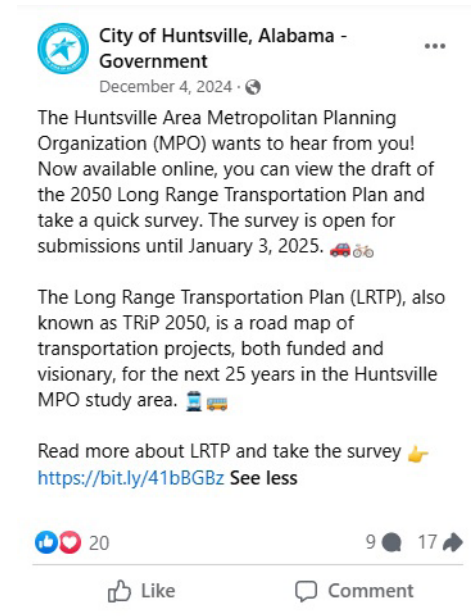 City of Huntsville, Alabama -
Government
December 4, 2024 ·
The Huntsville Area Metropolitan Planning
Organization (MPO) wants to hear from you!
Now available online, you can view the draft of
the 2050 Long Range Transportation Plan and
take a quick survey. The survey is open for
submissions until January 3, 2025. 🚗🚲
The Long Range Transportation Plan (LRTP), also
known as TRiP 2050, is a road map of
transportation projects, both funded and
visionary, for the next 25 years in the Huntsville
MPO study area. 🚊🚌
Read more about LRTP and take the survey 👉
https://bit.ly/41bBGBz See less
20 9 17
Like Comment